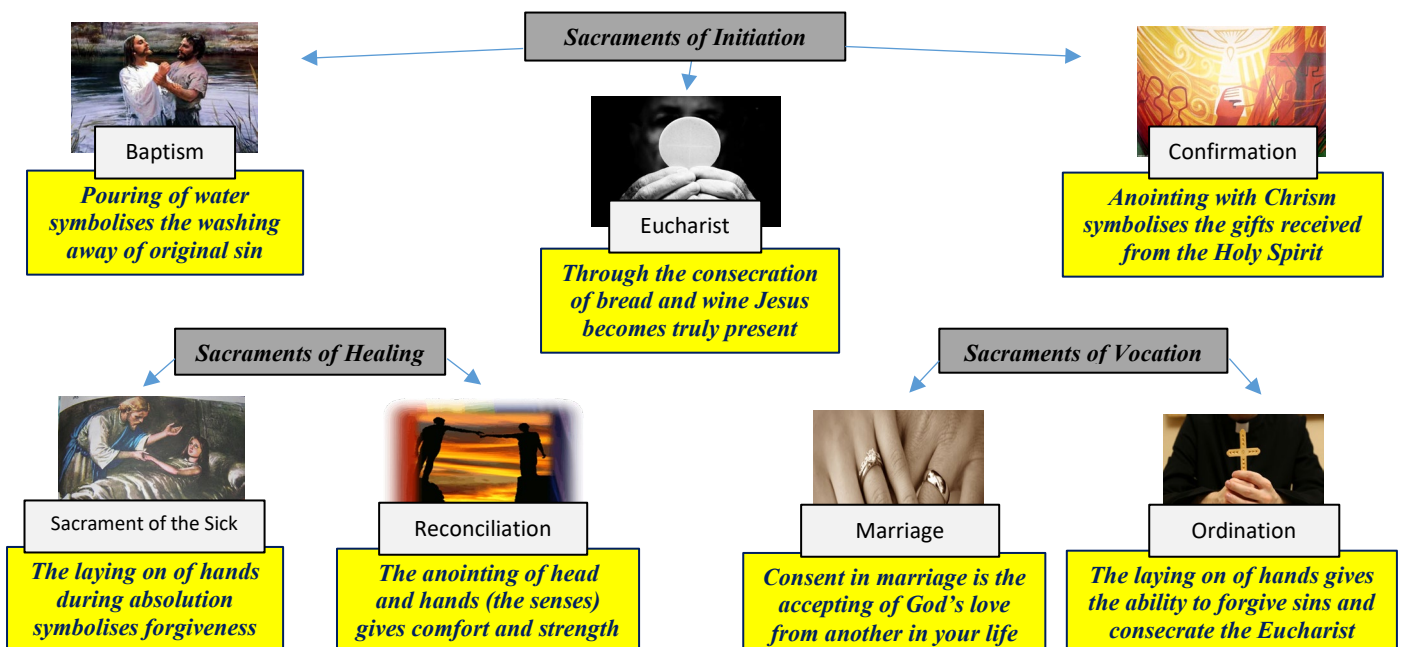 Sacraments of Initiation
Baptism
Pouring of water
symbolises the washing
away of original sin
Eucharist
Through the consecration
of bread and wine Jesus
becomes truly present
Confirmation
Anointing with Chrism
symbolises the gifts received
from the Holy Spirit
Sacraments of Healing
Sacrament of the Sick
The laying on of hands
during absolution
symbolises forgiveness
Reconciliation
The anointing of head
and hands (the senses)
gives comfort and strength
Sacraments of Vocation
Marriage
Consent in marriage is the
accepting of God’s love
from another in your life
Ordination
The laying on of hands gives
the ability to forgive sins and
consecrate the Eucharist